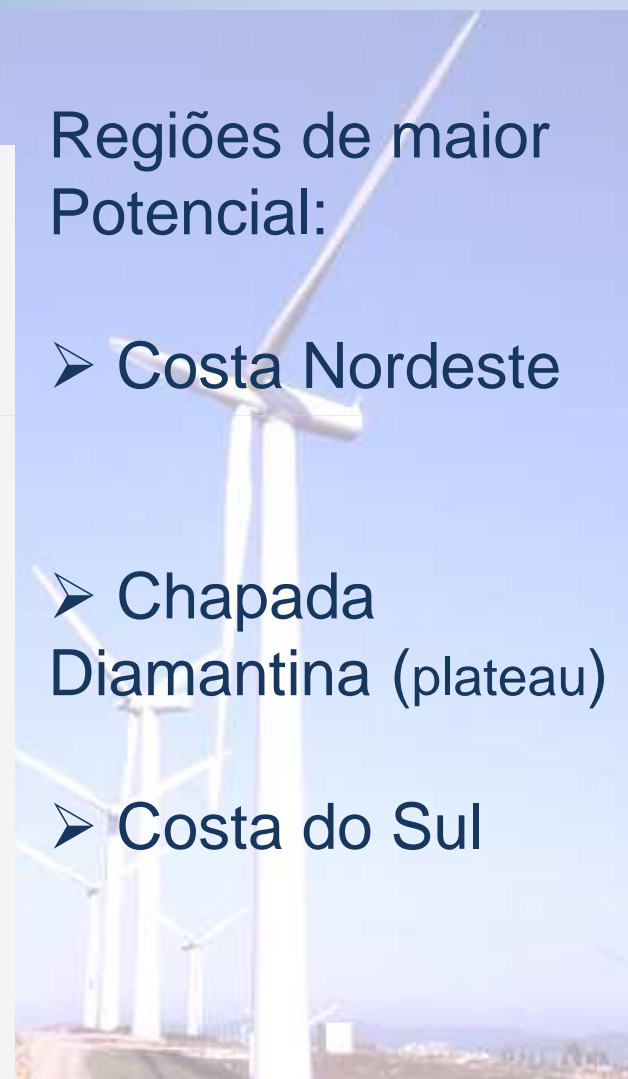 Regiões de maior
Potencial:
➢ Costa Nordeste
➢ Chapada
Diamantina (plateau)
➢ Costa do Sul